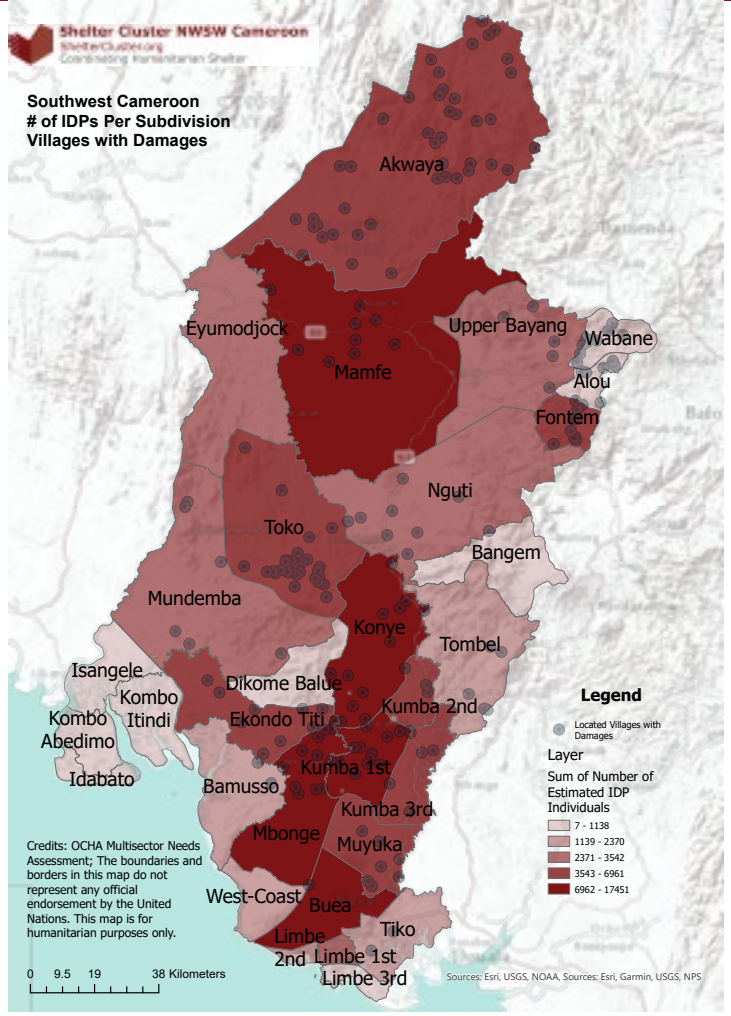 Shelter Cluster NWSW Cameroon
ShelterCluster.org
Coordinating Humanitarian Shelter
Southwest Cameroon
# of IDPs Per Subdivision
Villages with Damages
Akwaya
Eyumodjock
Upper Bayang
Wabane
Mamfe
Alou
Fontem
Nguti
Toko
Bangem
Mundemba
Konye
Tombel
Isangele
Dikome Balue
Kombo
Itindi
Kumba 2nd
Kombo
Abedimo
Ekondo Titi
Idabato
Kumba 1st
Bamusso
Kumba 3rd
Mbonge
Muyuka
West-Coast
Buea
Tiko
Limbe
2nd
Limbe 1st
Limbe 3rd
Legend
Located Villages with
Damages
Layer
Sum of Number of
Estimated IDP
Individuals
7 - 1138
1139 - 2370
2371 - 3542
3543 - 6961
6962 - 17451
Credits: OCHA Multisector Needs
Assessment; The boundaries and
borders in this map do not
represent any official
endorsement by the United
Nations. This map is for
humanitarian purposes only.
0 9.5 19 38 Kilometers
Sources: Esri, USGS, NOAA, Sources: Esri, Garmin, USGS, NPS